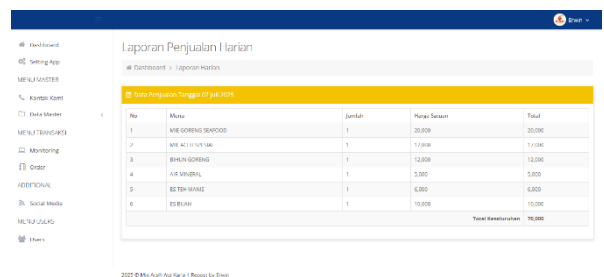 Erwin
Dashboard
Setting App
MENU MASTER
Kontak Kami
Data Master
MENU TRANSAKSI
Monitoring
Order
ADDITIONAL
Social Media
MENU USERS
Users
Laporan Penjualan Harian
Dashboard > Laporan Harian
Data Penjualan Tanggal 07 Juli 2025
No Menu Jumlah Harga Satuan Total
1 MIE GORENG SEAFOOD 1 20,000 20,000
2 MIE ACEH SPESIAL 1 17,000 17,000
3 BIHUN GORENG 1 12,000 12,000
4 AIR MINERAL 1 5,000 5,000
5 ES TEH MANIS 1 6,000 6,000
6 ES BUAH 1 10,000 10,000
Total Keseluruhan 70,000
2025 © Mie Aceh Ata Kana | Repost by Erwin